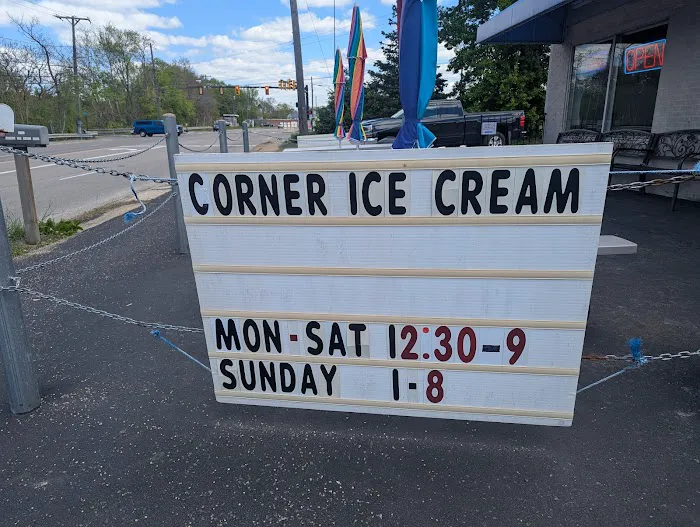 OPEN
CORNER ICE CREAM
MON-SAT 12:30-9
SUNDAY 1-8